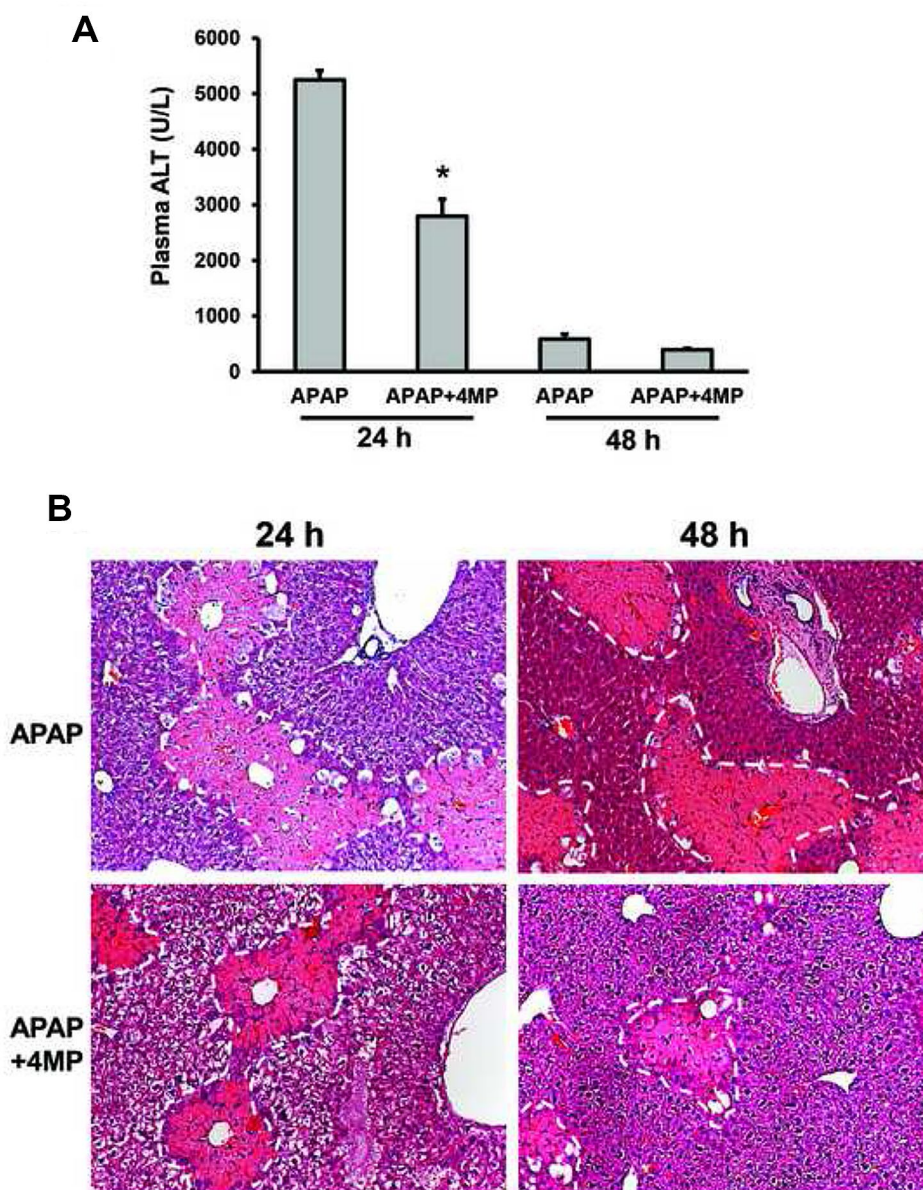 A
6000
5000
4000
3000
2000
1000
0
Plasma ALT (U/L)
*
APAP APAP+4MP APAP APAP+4MP
24 h 48 h
B
24 h 48 h
APAP
APAP
+4MP